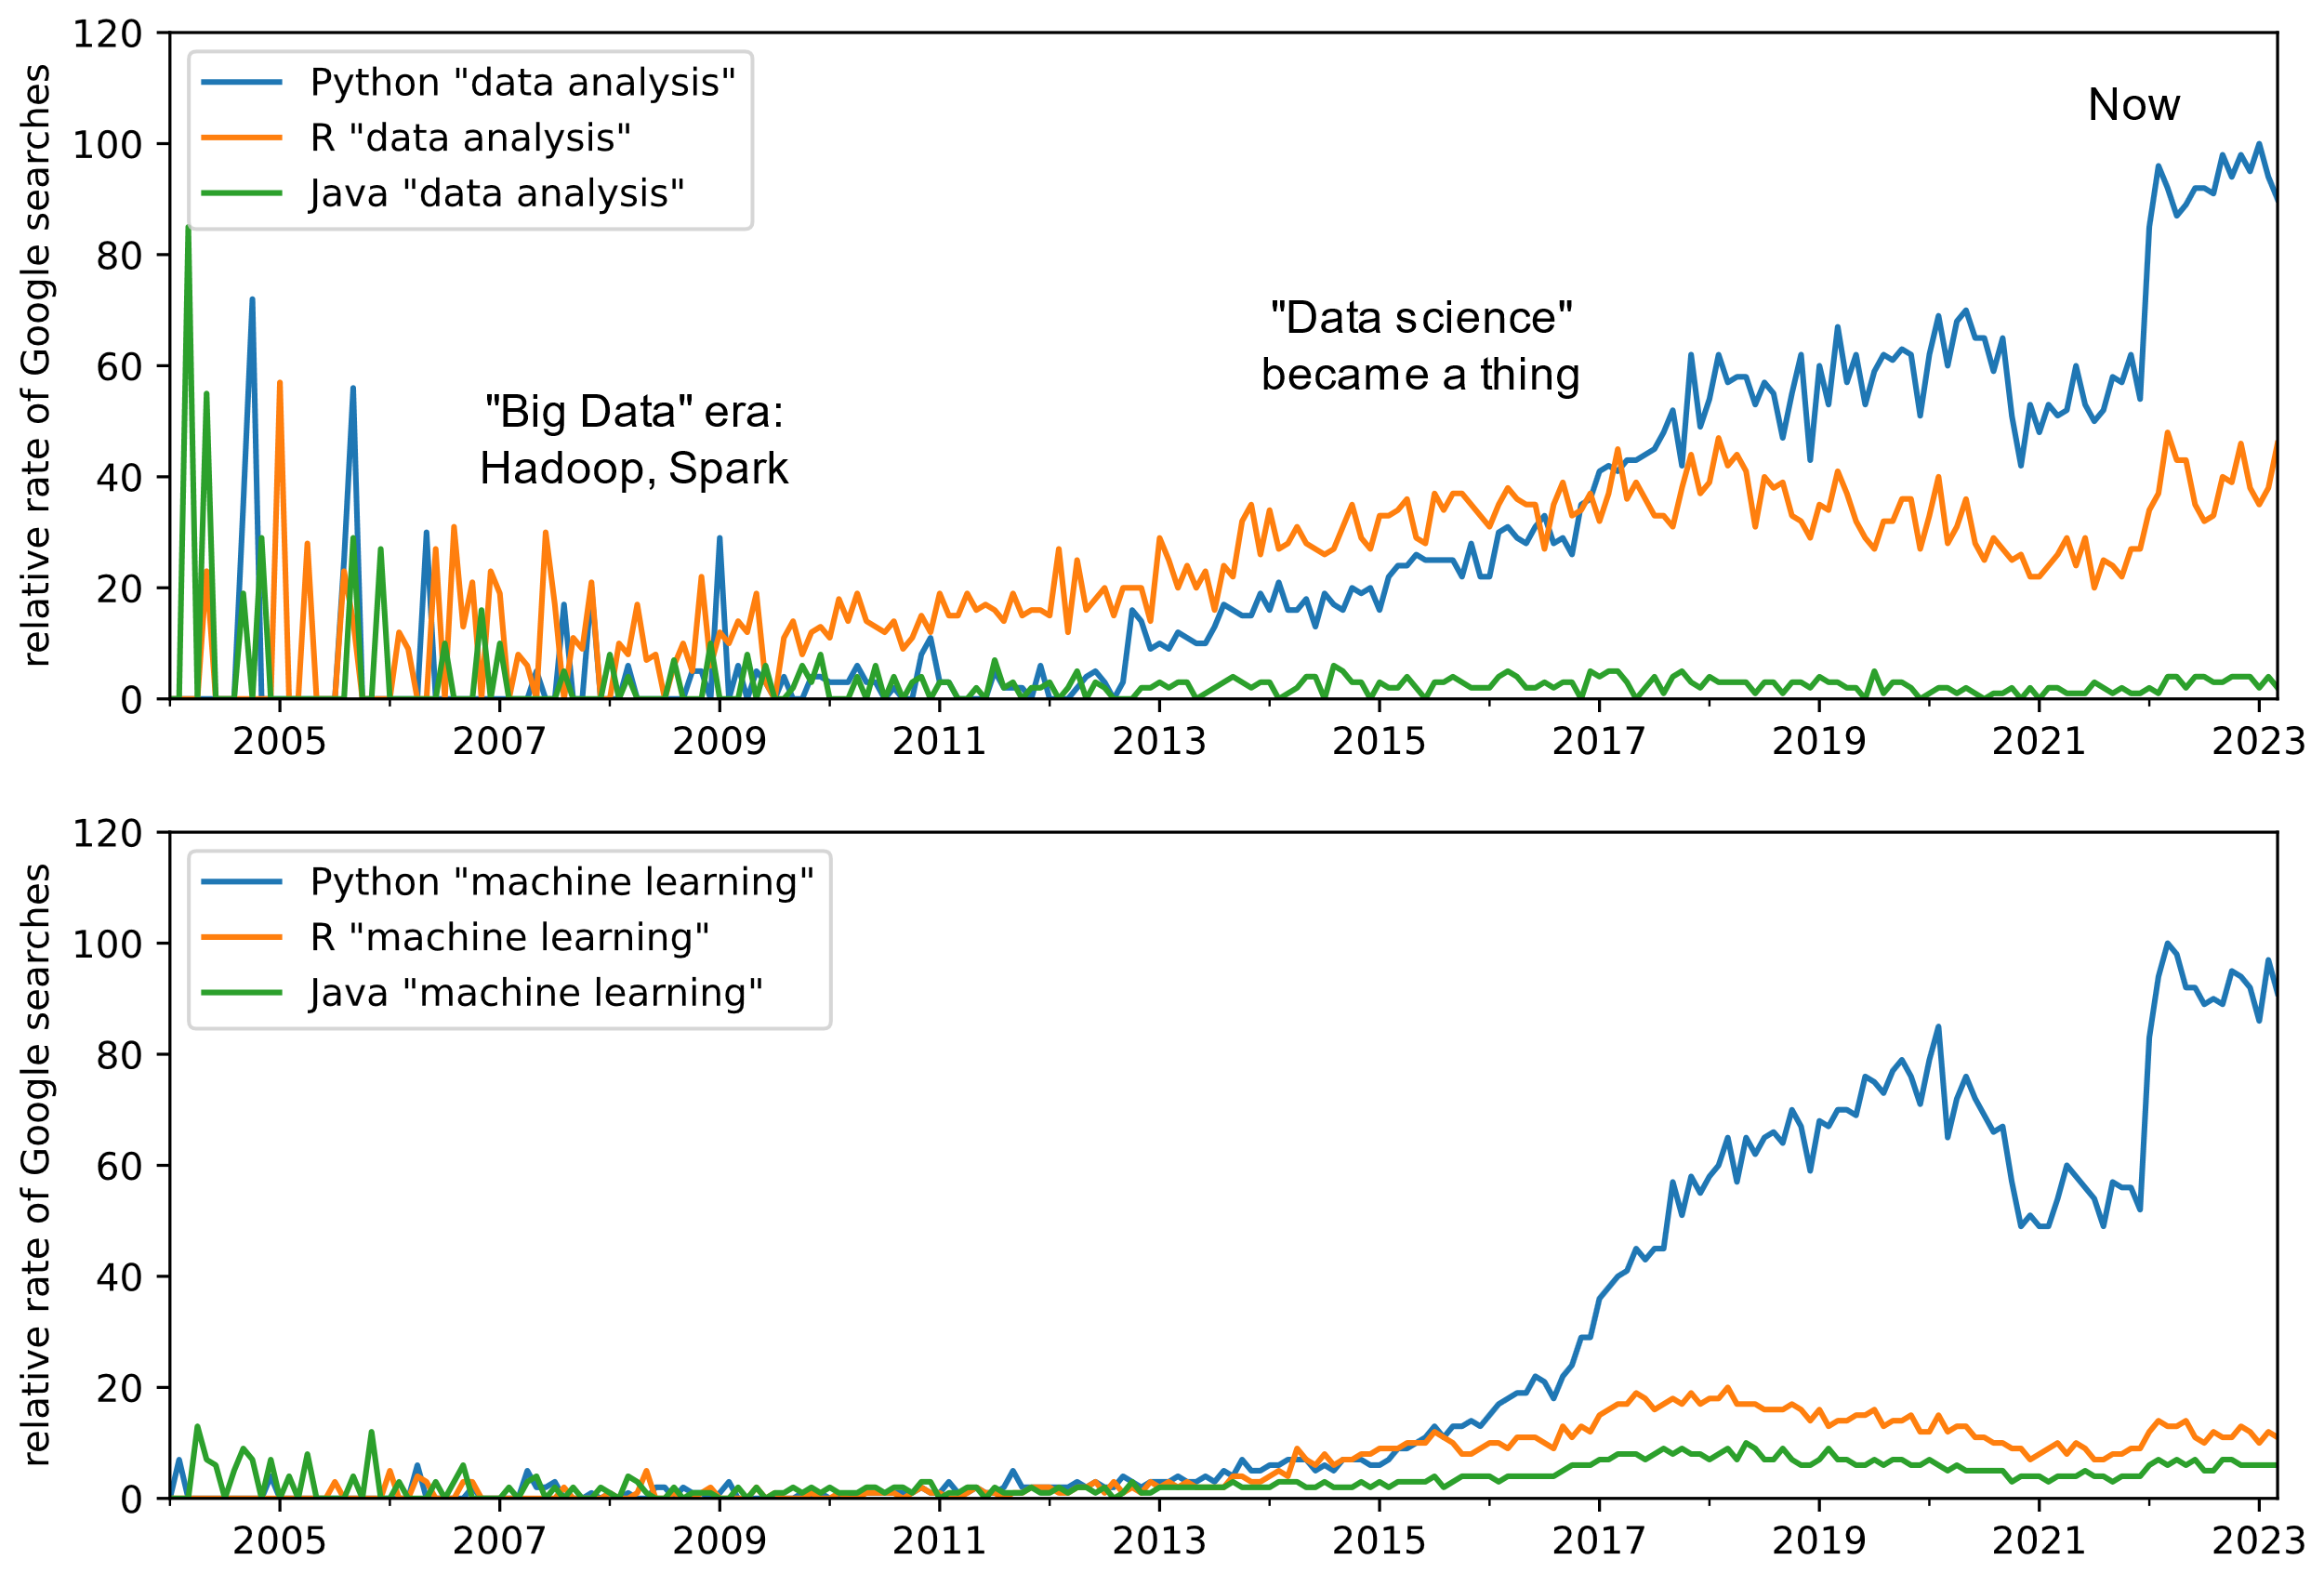 relative rate of Google searches
120
100
80
60
40
20
0
Python "data analysis"
R "data analysis"
Java "data analysis"
"Big Data" era:
Hadoop, Spark
"Data science"
became a thing
Now
2005 2007 2009 2011 2013 2015 2017 2019 2021 2023
relative rate of Google searches
120
100
80
60
40
20
0
Python "machine learning"
R "machine learning"
Java "machine learning"
2005 2007 2009 2011 2013 2015 2017 2019 2021 2023